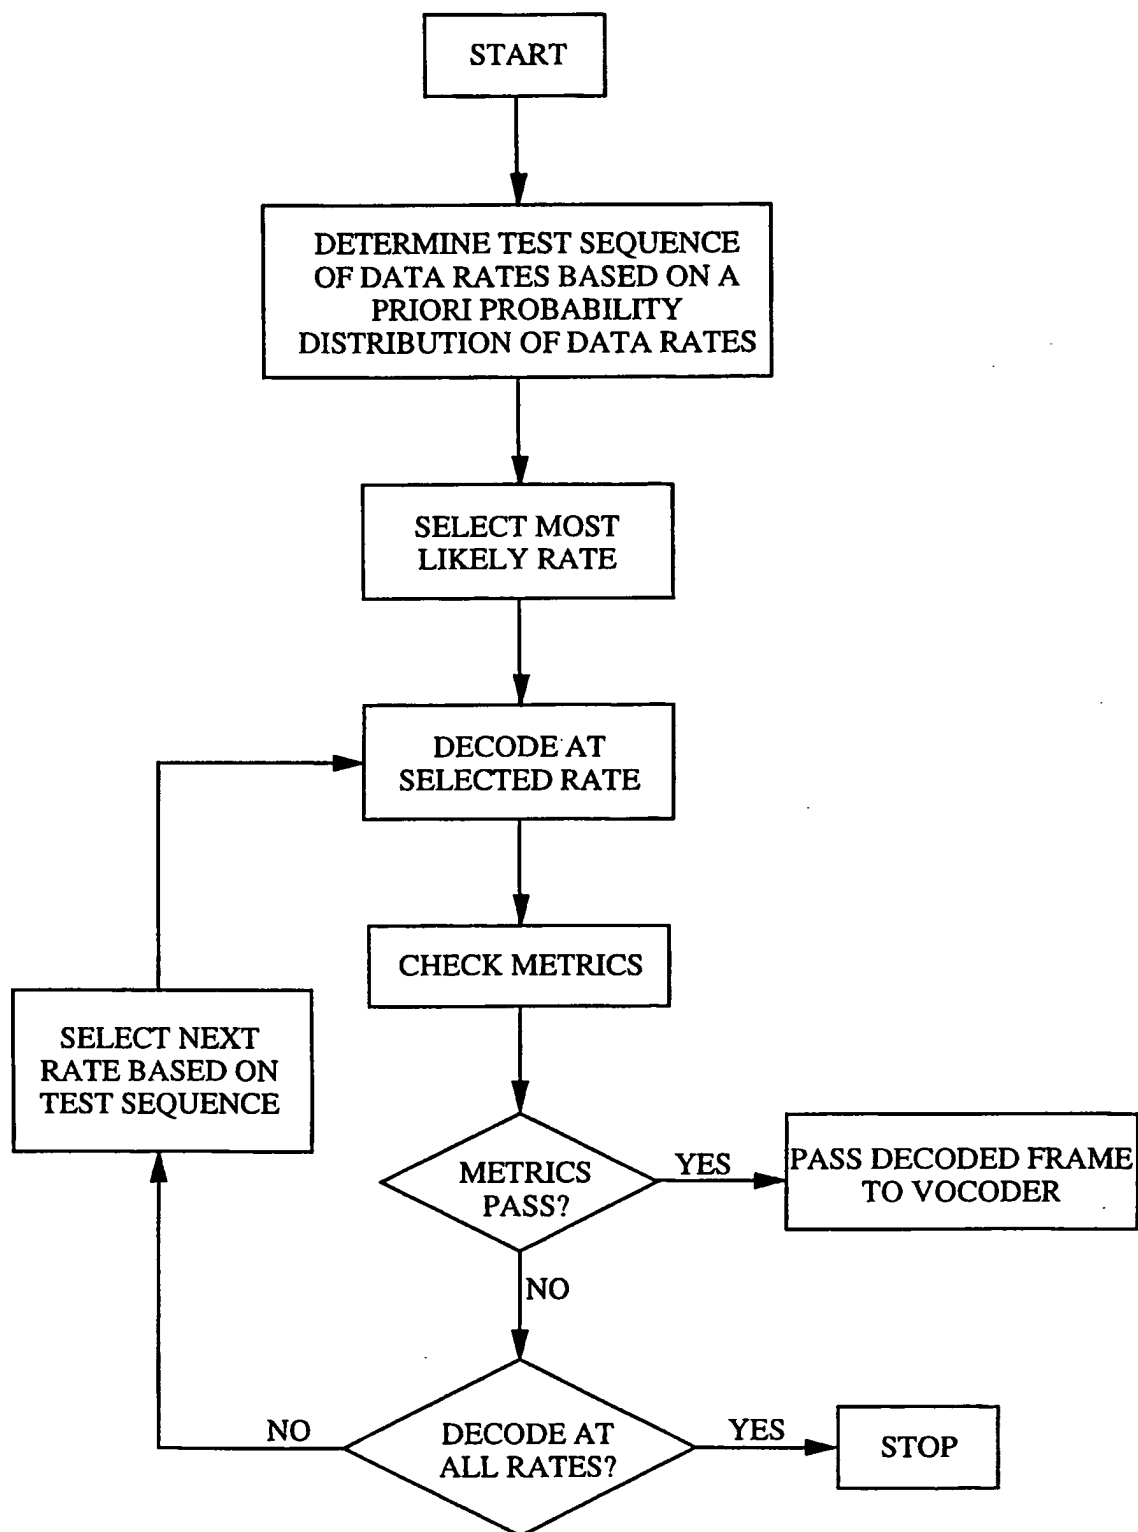 START
DETERMINE TEST SEQUENCE
OF DATA RATES BASED ON A
PRIORI PROBABILITY
DISTRIBUTION OF DATA RATES
SELECT MOST
LIKELY RATE
DECODE AT
SELECTED RATE
CHECK METRICS
SELECT NEXT
RATE BASED ON
TEST SEQUENCE
METRICS
PASS?
YES
PASS DECODED FRAME
TO VOCODER
NO
DECODE AT
ALL RATES?
NO
YES
STOP